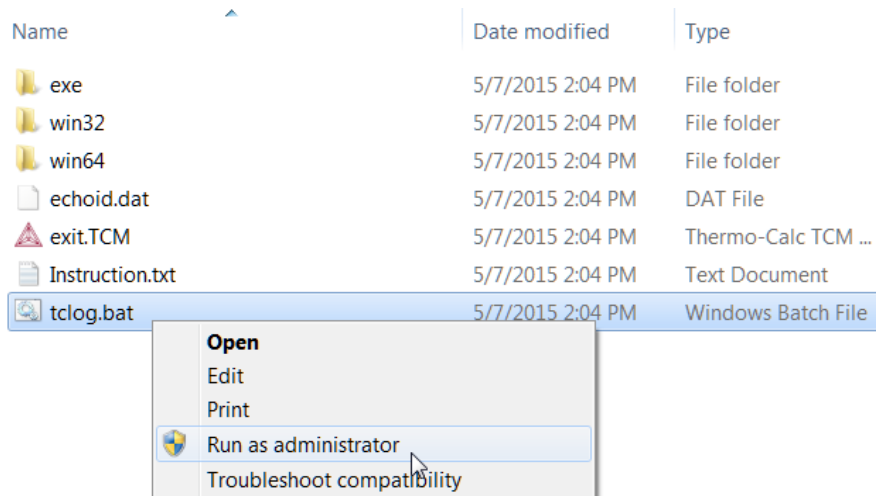 Name Date modified Type
exe 5/7/2015 2:04 PM File folder
win32 5/7/2015 2:04 PM File folder
win64 5/7/2015 2:04 PM File folder
echoid.dat 5/7/2015 2:04 PM DAT File
exit.TCM 5/7/2015 2:04 PM Thermo-Calc TCM ...
Instruction.txt 5/7/2015 2:04 PM Text Document
tclog.bat 5/7/2015 2:04 PM Windows Batch File
Open
Edit
Print
Run as administrator
Troubleshoot compatibility